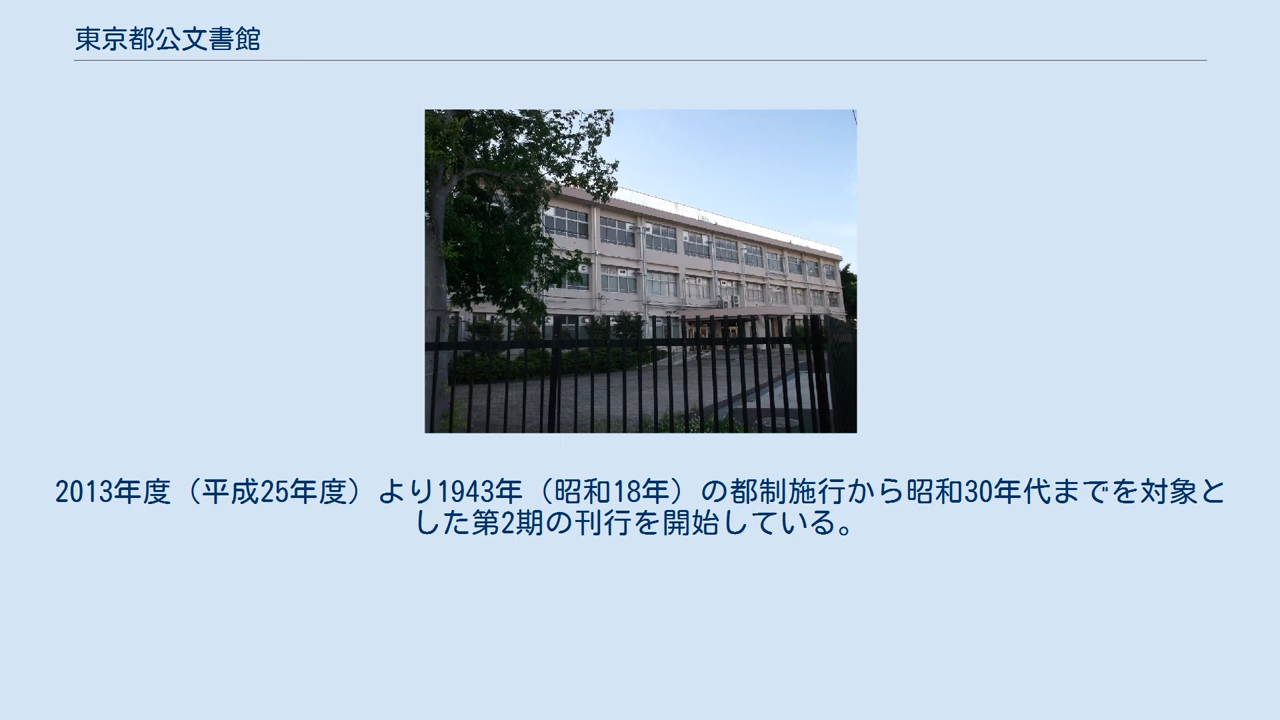 東京都公文書館
2013年度（平成25年度）より1943年（昭和18年）の都制施行から昭和30年代までを対象と
した第2期の刊行を開始している。